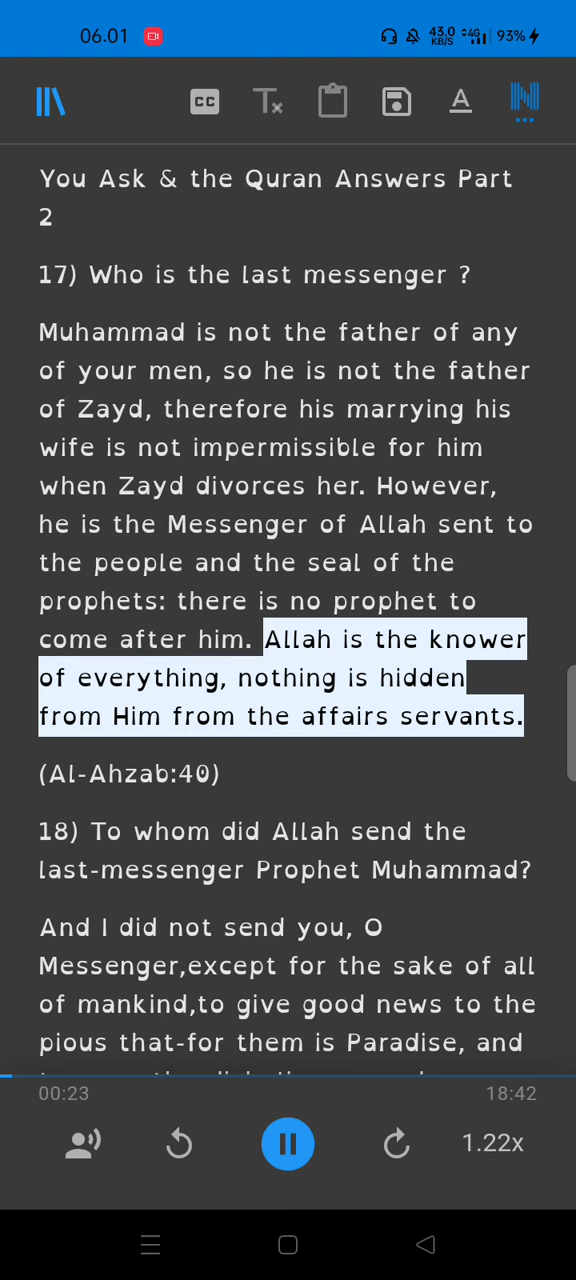 06.01
43.0
KB/S
4G
93%
CC
You Ask & the Quran Answers Part
2
17) Who is the last messenger ?
Muhammad is not the father of any
of your men, so he is not the father
of Zayd, therefore his marrying his
wife is not impermissible for him
when Zayd divorces her. However,
he is the Messenger of Allah sent to
the people and the seal of the
prophets: there is no prophet to
come after him. Allah is the knower
of everything, nothing is hidden
from Him from the affairs servants.
(Al-Ahzab:40)
18) To whom did Allah send the
last-messenger Prophet Muhammad?
And I did not send you, O
Messenger,except for the sake of all
of mankind,to give good news to the
pious that-for them is Paradise, and
00:23
18:42
1.22x